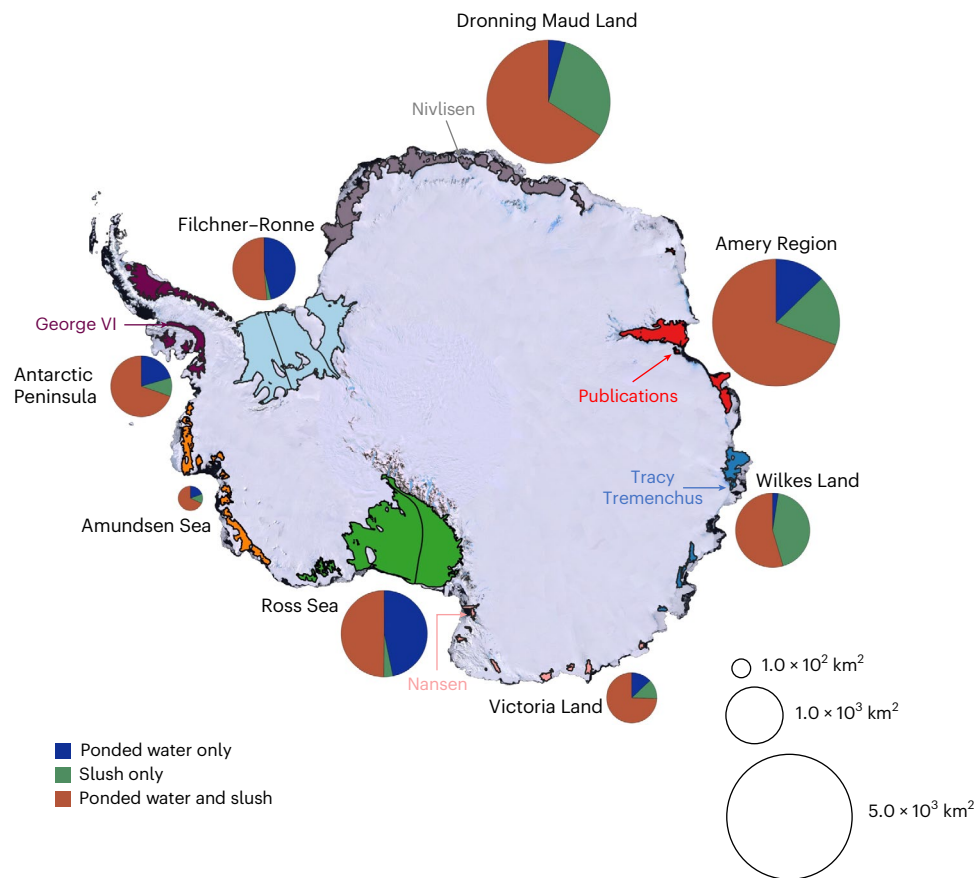 Dronning Maud Land
Nivlisen
Filchner–Ronne
Amery Region
George VI
Antarctic
Peninsula
Publications
Tracy
Tremenchus
Wilkes Land
Amundsen Sea
Ross Sea
Nansen
Victoria Land
1.0 × 10² km²
1.0 × 10³ km²
5.0 × 10³ km²
Ponded water only
Slush only
Ponded water and slush